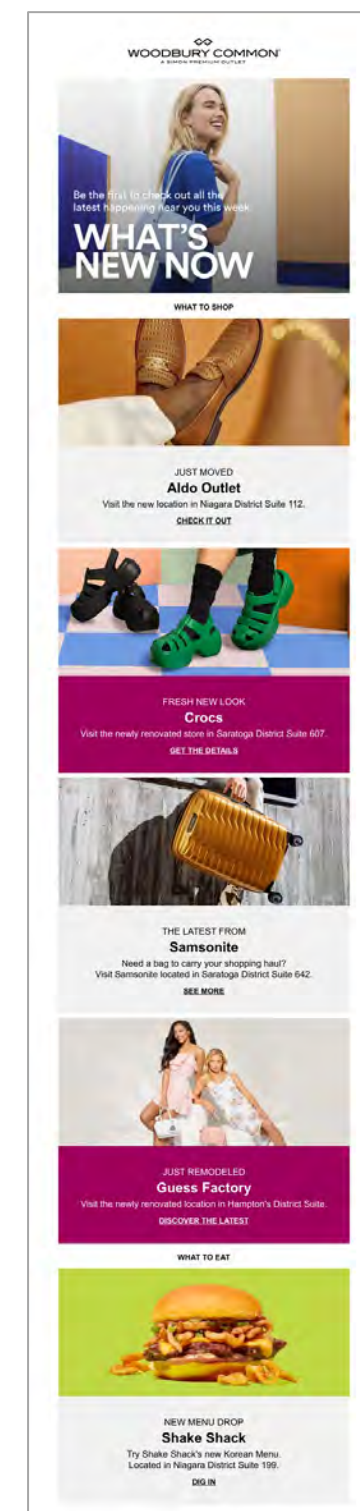 WOODBURY COMMON
A SIMON PREMIUM OUTLET
Be the first to check out all the
latest happening near you this week
WHAT'S
NEW NOW
WHAT TO SHOP
JUST MOVED
Aldo Outlet
Visit the new location in Niagara District Suite 112.
CHECK IT OUT
FRESH NEW LOOK
Crocs
Visit the newly renovated store in Saratoga District Suite 607.
GET THE DETAILS
THE LATEST FROM
Samsonite
Need a bag to carry your shopping haul?
Visit Samsonite located in Saratoga District Suite 642.
SEE MORE
JUST REMODELED
Guess Factory
Visit the newly renovated location in Hampton's District Suite.
DISCOVER THE LATEST
WHAT TO EAT
NEW MENU DROP
Shake Shack
Try Shake Shack's new Korean Menu.
Located in Niagara District Suite 199.
DIG IN